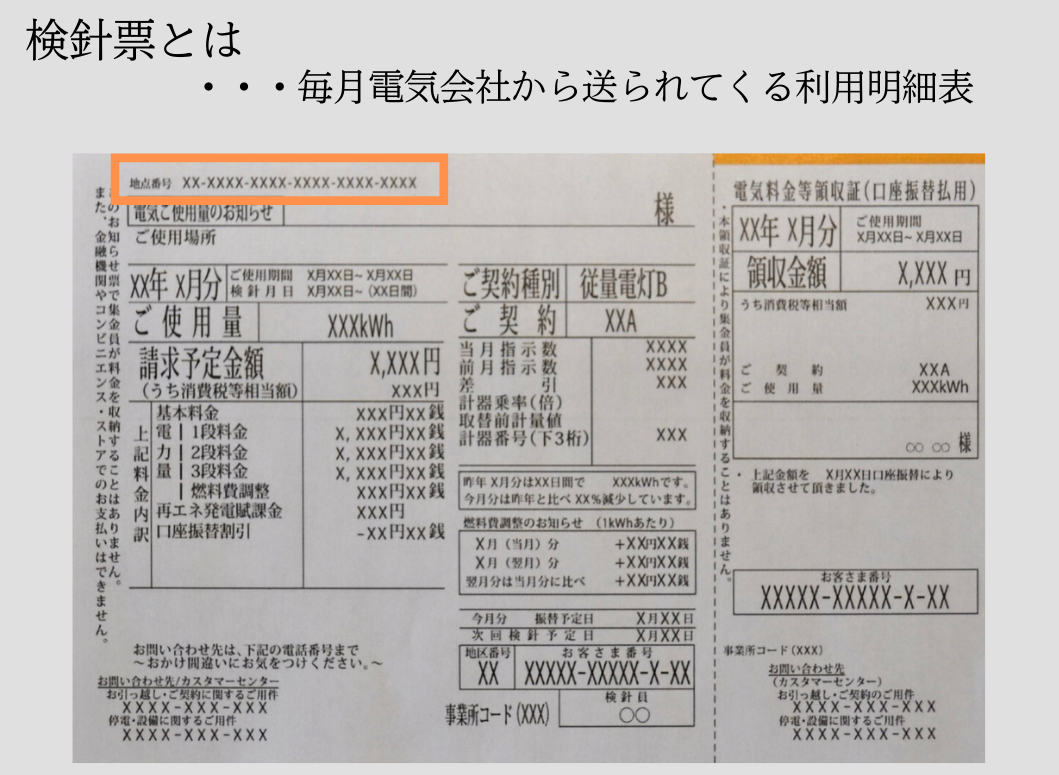 検針票とは
・・・毎月電気会社から送られてくる利用明細表
地点番号 XX-XXXX-XXXX-XXXX-XXXX-XXXX
電気ご使用量のお知らせ
様
ご使用場所
XX年 X月分
ご使用期間 X月XX日~X月XX日
検針月日 X月XX日~(XX日間)
ご使用量 XXXkWh
請求予定金額 X,XXX円
(うち消費税等相当額) XXX円
上記料金内訳
基本料金 XXX円XX銭
電力量
1段料金 X,XXX円XX銭
2段料金 X,XXX円XX銭
3段料金 X,XXX円XX銭
燃料費調整 XXX円XX銭
再エネ発電賦課金 XXX円
口座振替割引 -XX円XX銭
ご契約種別 従量電灯B
ご契約 XXA
当月指示数 XXXX
前月指示数 XXXX
差引 XXX
計器乗率(倍)
取替前計量値
計器番号(下3桁) XXX
昨年X月分はXX日間で XXXkWhです。
今月分は昨年と比べXX%減少しています。
燃料費調整のお知らせ (1kWhあたり)
X月(当月)分 +XX円XX銭
X月(翌月)分 +XX円XX銭
翌月分は当月分に比べ +XX円XX銭
今月分 振替予定日 X月XX日
次回検針予定日 X月XX日
地区番号 お客さま番号
XX XXXXX-XXXXX-X-XX
事業所コード(XXX)
検針員
○○
このお知らせ票で集金員が料金を収納することはありません。
また、金融機関やコンビニエンス・ストアでのお支払いはできません。
お問い合わせ先は、下記の電話番号まで
~おかけ間違いにお気をつけください。~
お問い合わせ先/カスタマーセンター
お引っ越し・ご契約に関するご用件
XXXX-XXX-XXX
停電・設備に関するご用件
XXXX-XXX-XXX
電気料金等領収証(口座振替払用)
XX年 X月分
ご使用期間
X月XX日~X月XX日
領収金額 X,XXX円
うち消費税等相当額 XXX円
ご契約 XXA
ご使用量 XXXkWh
○○ ○○ 様
・上記金額を X月XX日口座振替により
領収させて頂きました。
・本領収証により集金員が料金を収納することはありません。
お客さま番号
XXXXX-XXXXX-X-XX
事業所コード(XXX)
お問い合わせ先
(カスタマーセンター)
お引っ越し・ご契約のご用件
XXXX-XXX-XXX
停電・設備に関するご用件
XXXX-XXX-XXX